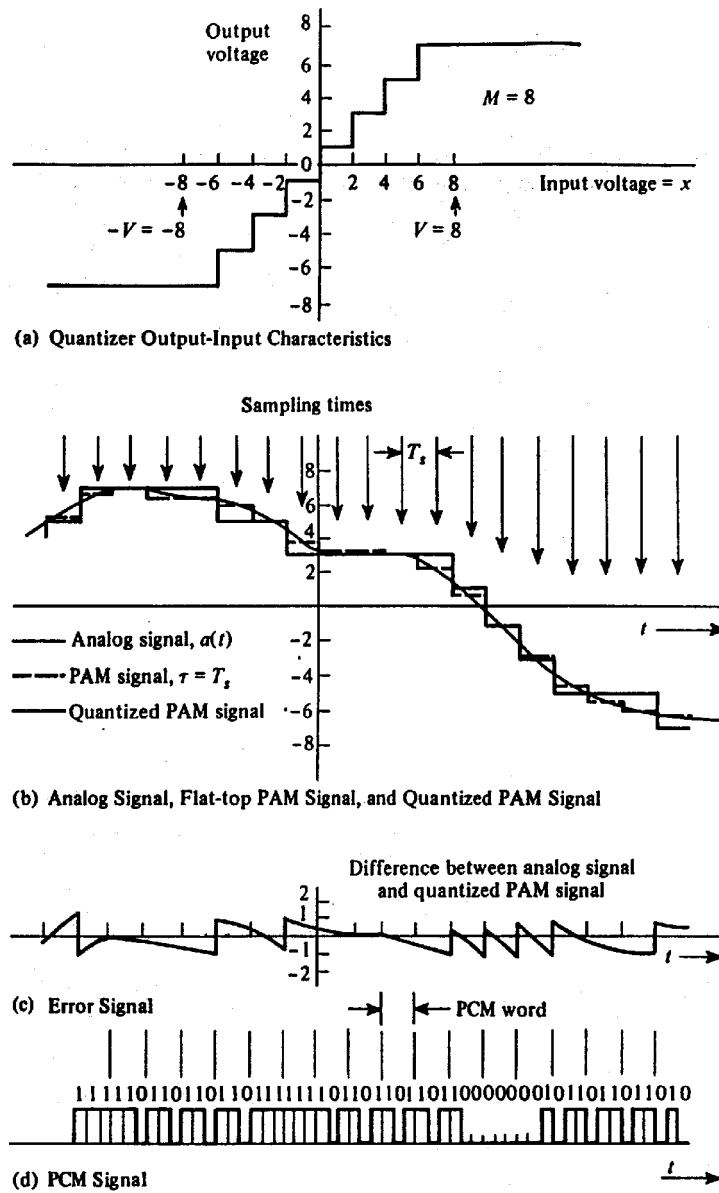 Output
voltage
8
6
4
2
0
M = 8
-8 -6 -4 -2
2 4 6 8
Input voltage = x
-V = -8
V = 8
-2
-4
-6
-8
(a) Quantizer Output-Input Characteristics
Sampling times
T_s
8
6
4
2
t
Analog signal, a(t)
PAM signal, τ = T_s
Quantized PAM signal
-2
-4
-6
-8
(b) Analog Signal, Flat-top PAM Signal, and Quantized PAM Signal
Difference between analog signal
and quantized PAM signal
2
1
-1
-2
t
(c) Error Signal
PCM word
(d) PCM Signal
t